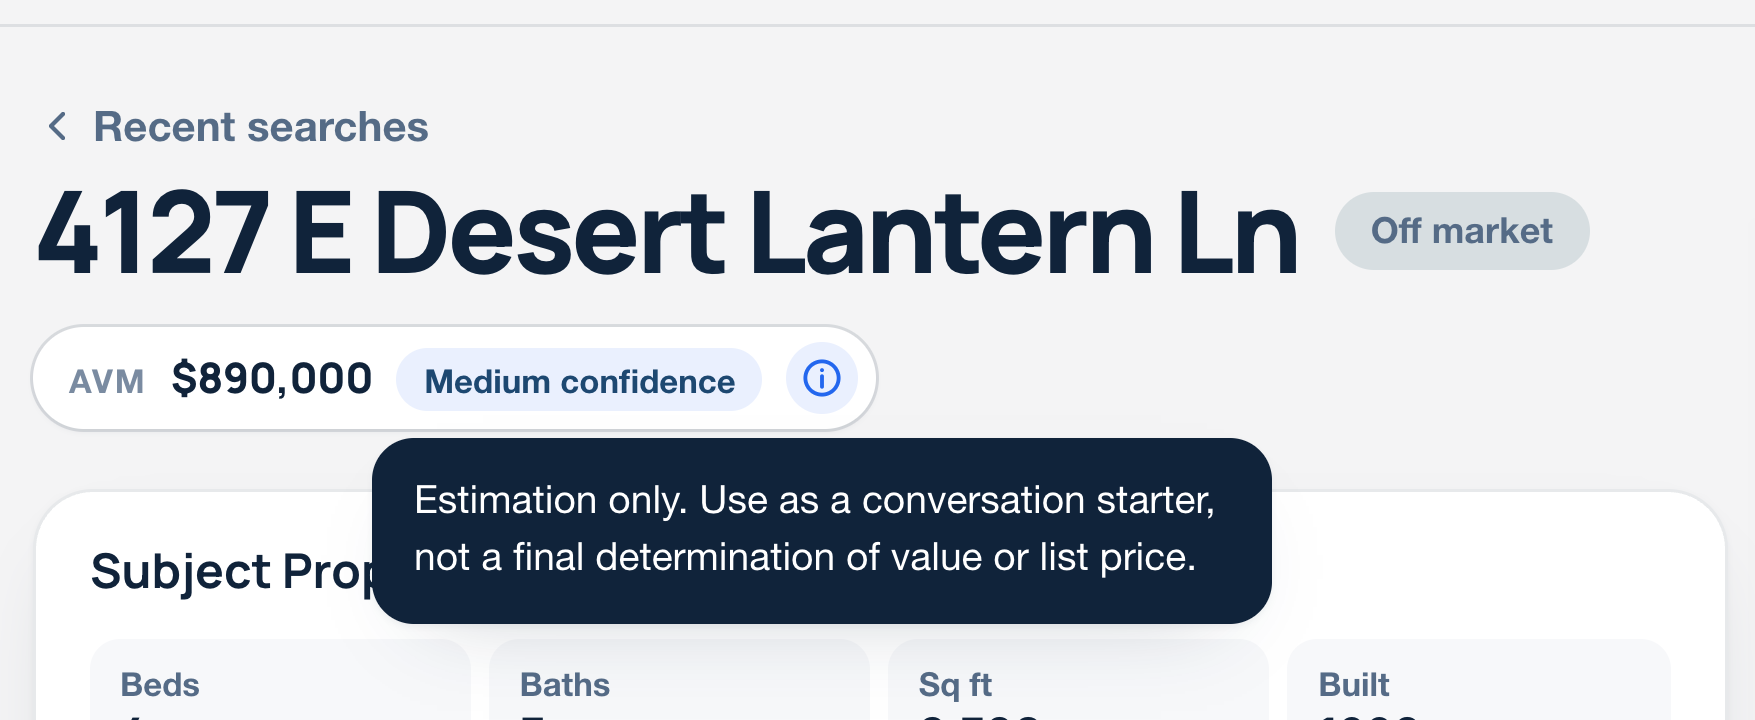 Recent searches
4127 E Desert Lantern Ln
Off market
AVM $890,000 Medium confidence
Estimation only. Use as a conversation starter,
not a final determination of value or list price.
Subject
Beds
Baths
Sq ft
Built